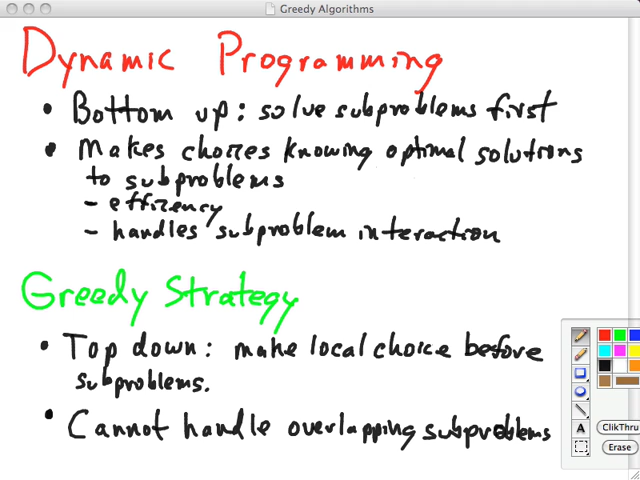 Greedy Algorithms
Dynamic Programming
• Bottom up: solve subproblems first
• Makes choices knowing optimal solutions
to subproblems
- efficency
- handles subproblem interaction
Greedy Strategy
• Top down: make local choice before
subproblems.
• Cannot handle overlapping subproblems
A
ClikThru
Erase